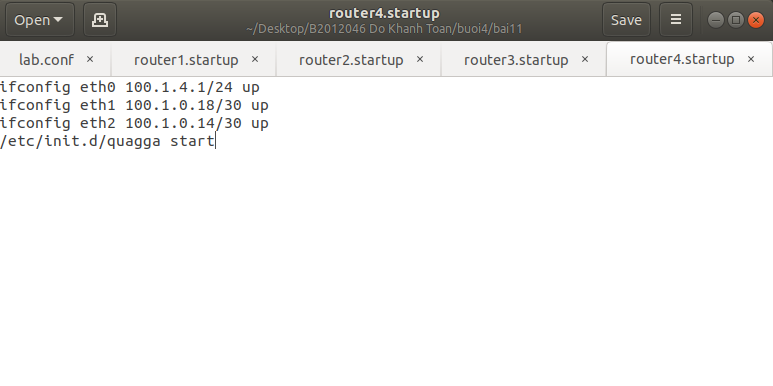 Open
router4.startup
~/Desktop/B2012046 Do Khanh Toan/buoi4/bai11
Save
lab.conf × router1.startup × router2.startup × router3.startup × router4.startup ×
ifconfig eth0 100.1.4.1/24 up
ifconfig eth1 100.1.0.18/30 up
ifconfig eth2 100.1.0.14/30 up
/etc/init.d/quagga start